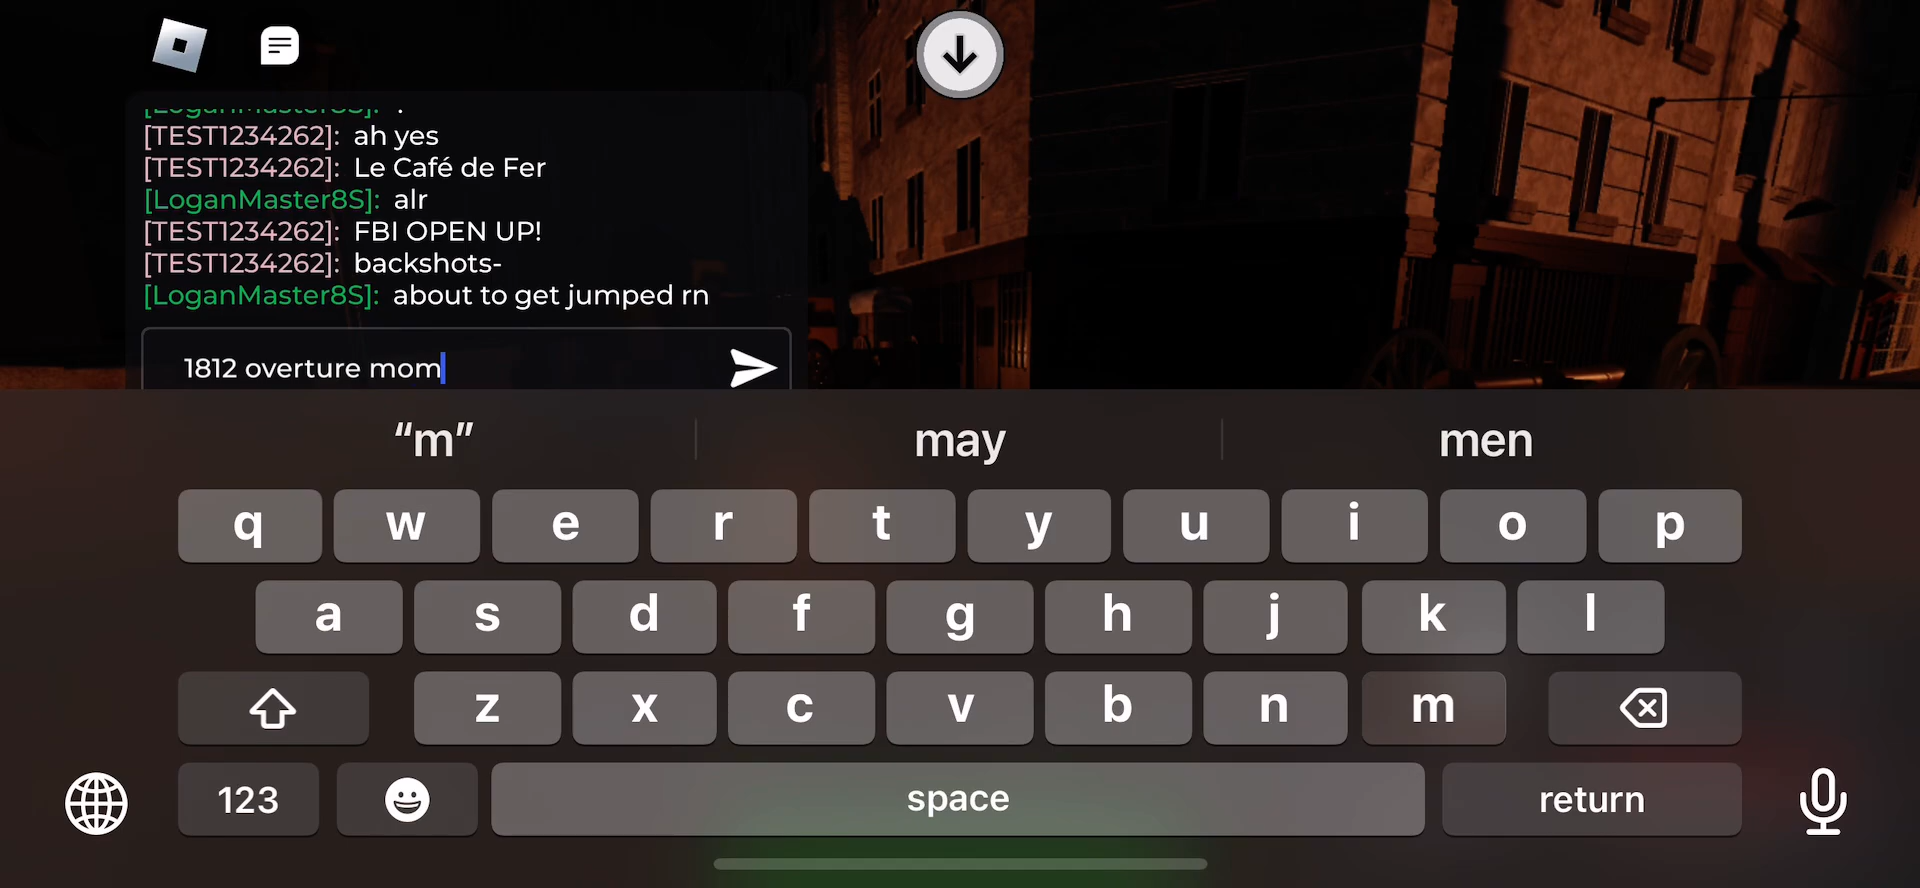 [LoganMaster8S]: .
[TEST1234262]: ah yes
[TEST1234262]: Le Café de Fer
[LoganMaster8S]: alr
[TEST1234262]: FBI OPEN UP!
[TEST1234262]: backshots-
[LoganMaster8S]: about to get jumped rn
1812 overture mom
“m” may men
q w e r t y u i o p
a s d f g h j k l
z x c v b n m
123 space return